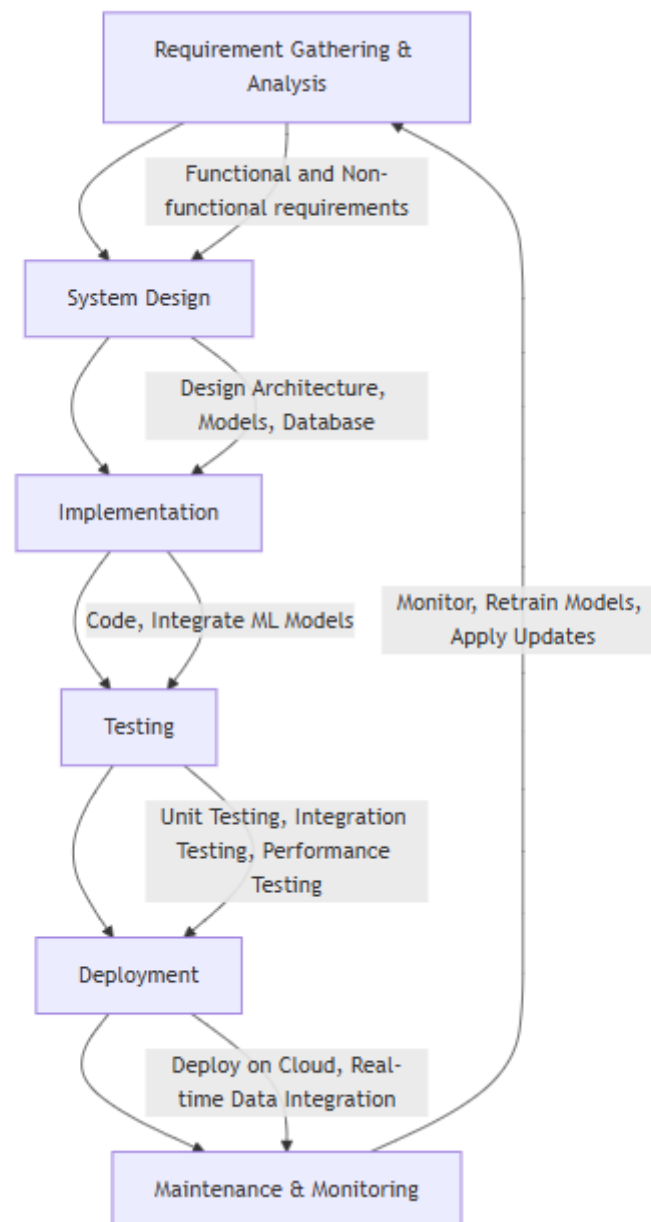 Requirement Gathering &
Analysis
Functional and Non-
functional requirements
System Design
Design Architecture,
Models, Database
Implementation
Monitor, Retrain Models,
Apply Updates
Code, Integrate ML Models
Testing
Unit Testing, Integration
Testing, Performance
Testing
Deployment
Deploy on Cloud, Real-
time Data Integration
Maintenance & Monitoring